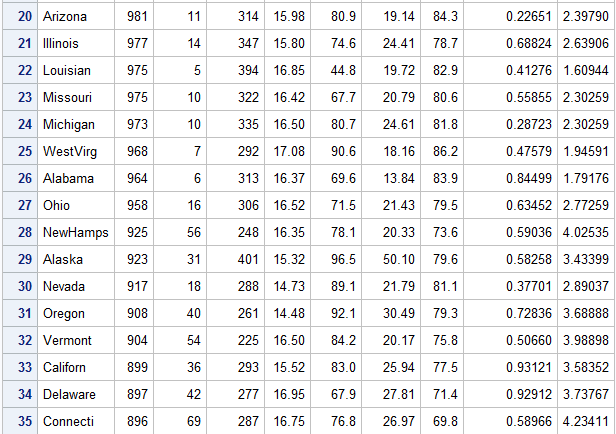 20 Arizona 981 11 314 15.98 80.9 19.14 84.3 0.22651 2.39790
21 Illinois 977 14 347 15.80 74.6 24.41 78.7 0.68824 2.63906
22 Louisian 975 5 394 16.85 44.8 19.72 82.9 0.41276 1.60944
23 Missouri 975 10 322 16.42 67.7 20.79 80.6 0.55855 2.30259
24 Michigan 973 10 335 16.50 80.7 24.61 81.8 0.28723 2.30259
25 WestVirg 968 7 292 17.08 90.6 18.16 86.2 0.47579 1.94591
26 Alabama 964 6 313 16.37 69.6 13.84 83.9 0.84499 1.79176
27 Ohio 958 16 306 16.52 71.5 21.43 79.5 0.63452 2.77259
28 NewHamps 925 56 248 16.35 78.1 20.33 73.6 0.59036 4.02535
29 Alaska 923 31 401 15.32 96.5 50.10 79.6 0.58258 3.43399
30 Nevada 917 18 288 14.73 89.1 21.79 81.1 0.37701 2.89037
31 Oregon 908 40 261 14.48 92.1 30.49 79.3 0.72836 3.68888
32 Vermont 904 54 225 16.50 84.2 20.17 75.8 0.50660 3.98898
33 Californ 899 36 293 15.52 83.0 25.94 77.5 0.93121 3.58352
34 Delaware 897 42 277 16.95 67.9 27.81 71.4 0.92912 3.73767
35 Connecti 896 69 287 16.75 76.8 26.97 69.8 0.58966 4.23411